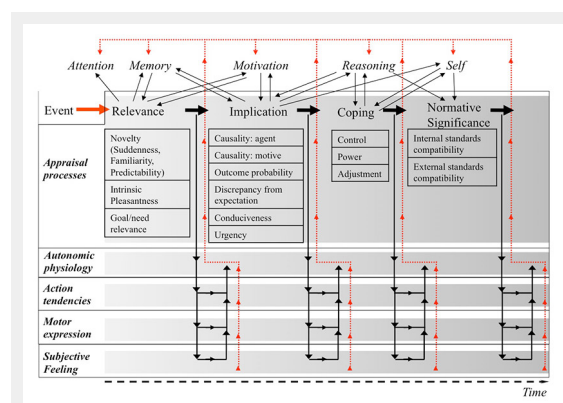 Attention Memory Motivation Reasoning Self
Event Relevance Implication Coping Normative
Significance
Appraisal
processes
Novelty
(Suddenness,
Familiarity,
Predictability)
Intrinsic
Pleasantness
Goal/need
relevance
Causality: agent
Causality: motive
Outcome probability
Discrepancy from
expectation
Conduciveness
Urgency
Control
Power
Adjustment
Internal standards
compatibility
External standards
compatibility
Autonomic
physiology
Action
tendencies
Motor
expression
Subjective
Feeling
Time